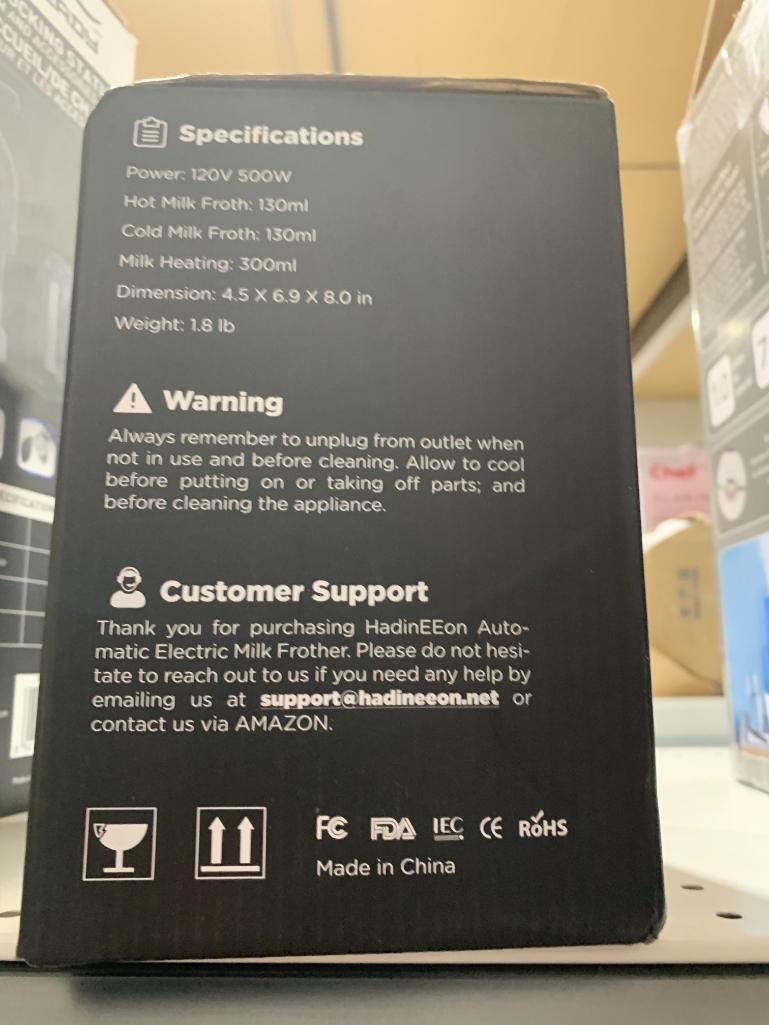 Specifications
Power: 120V 500W
Hot Milk Froth: 130ml
Cold Milk Froth: 130ml
Milk Heating: 300ml
Dimension: 4.5 X 6.9 X 8.0 in
Weight: 1.8 lb
Warning
Always remember to unplug from outlet when
not in use and before cleaning. Allow to cool
before putting on or taking off parts; and
before cleaning the appliance.
Customer Support
Thank you for purchasing HadinEEon Auto-
matic Electric Milk Frother. Please do not hesi-
tate to reach out to us if you need any help by
emailing us at support@hadineeon.net or
contact us via AMAZON.
FC FDA IEC CE RoHS
Made in China
Chef
1.0
7